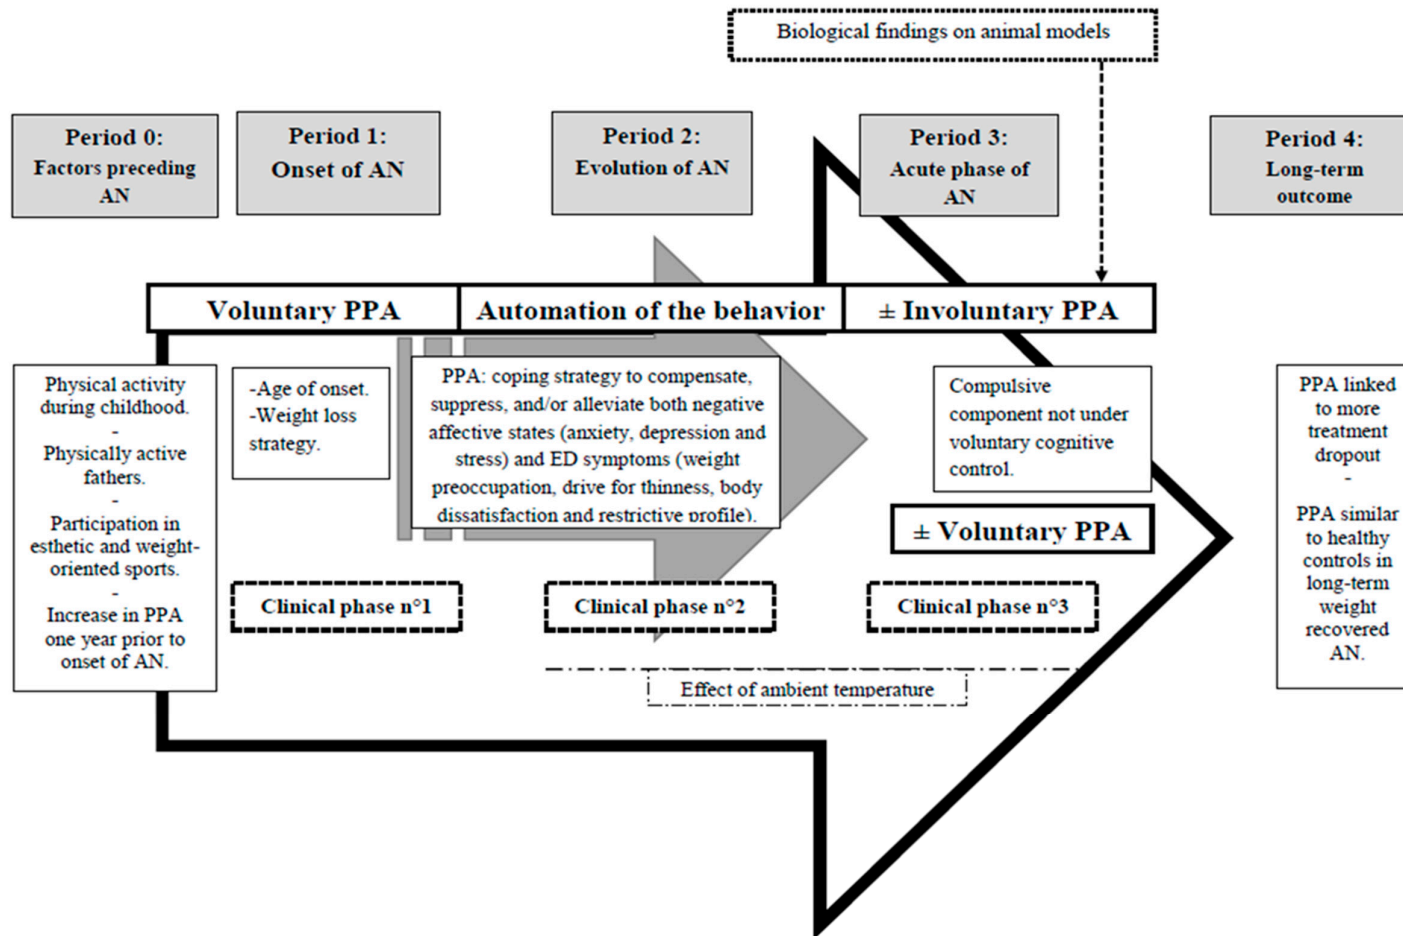 Biological findings on animal models
Period 0:
Factors preceding
AN
Period 1:
Onset of AN
Period 2:
Evolution of AN
Period 3:
Acute phase of
AN
Period 4:
Long-term
outcome
Voluntary PPA
Automation of the behavior
± Involuntary PPA
Physical activity
during childhood.
-
Physically active
fathers.
-
Participation in
esthetic and weight-
oriented sports.
-
Increase in PPA
one year prior to
onset of AN.
-Age of onset.
-Weight loss
strategy.
PPA: coping strategy to compensate,
suppress, and/or alleviate both negative
affective states (anxiety, depression and
stress) and ED symptoms (weight
preoccupation, drive for thinness, body
dissatisfaction and restrictive profile).
Compulsive
component not under
voluntary cognitive
control.
± Voluntary PPA
PPA linked
to more
treatment
dropout
-
PPA similar
to healthy
controls in
long-term
weight
recovered
AN.
Clinical phase n°1
Clinical phase n°2
Clinical phase n°3
Effect of ambient temperature